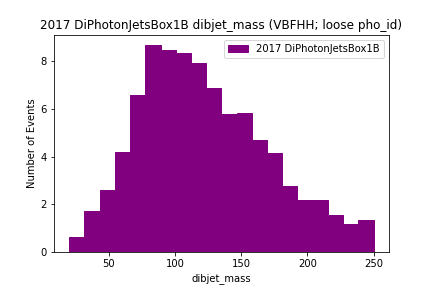 2017 DiPhotonJetsBox1B dibjet_mass (VBFHH; loose pho_id)
2017 DiPhotonJetsBox1B
Number of Events
8
6
4
2
0
50
100
150
200
250
dibjet_mass